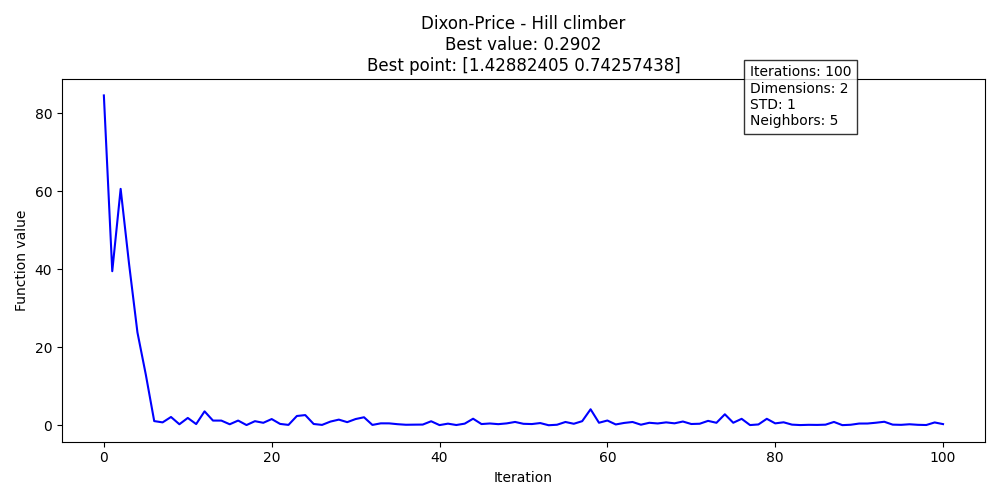 Dixon-Price - Hill climber
Best value: 0.2902
Best point: [1.42882405 0.74257438]
Iterations: 100
Dimensions: 2
STD: 1
Neighbors: 5
80
60
40
20
0
Function value
0
20
40
60
80
100
Iteration